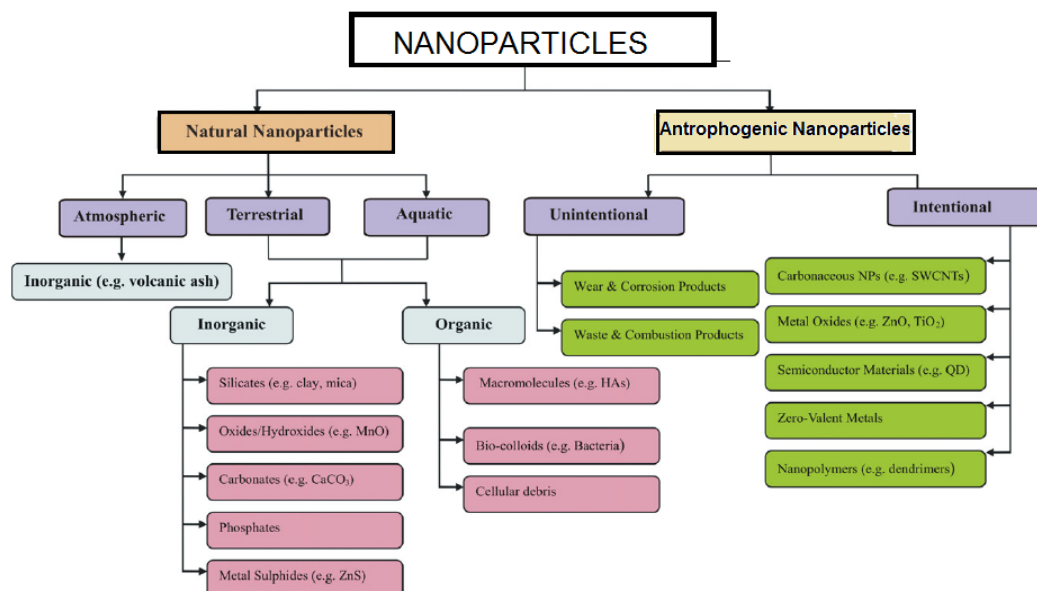 NANOPARTICLES
Natural Nanoparticles
Antrophogenic Nanoparticles
Atmospheric
Terrestrial
Aquatic
Unintentional
Intentional
Inorganic (e.g. volcanic ash)
Inorganic
Organic
Wear & Corrosion Products
Waste & Combustion Products
Carbonaceous NPs (e.g. SWCNTs)
Metal Oxides (e.g. ZnO, TiO₂)
Semiconductor Materials (e.g. QD)
Zero-Valent Metals
Nanopolymers (e.g. dendrimers)
Silicates (e.g. clay, mica)
Oxides/Hydroxides (e.g. MnO)
Carbonates (e.g. CaCO₃)
Phosphates
Metal Sulphides (e.g. ZnS)
Macromolecules (e.g. HAs)
Bio-colloids (e.g. Bacteria)
Cellular debris